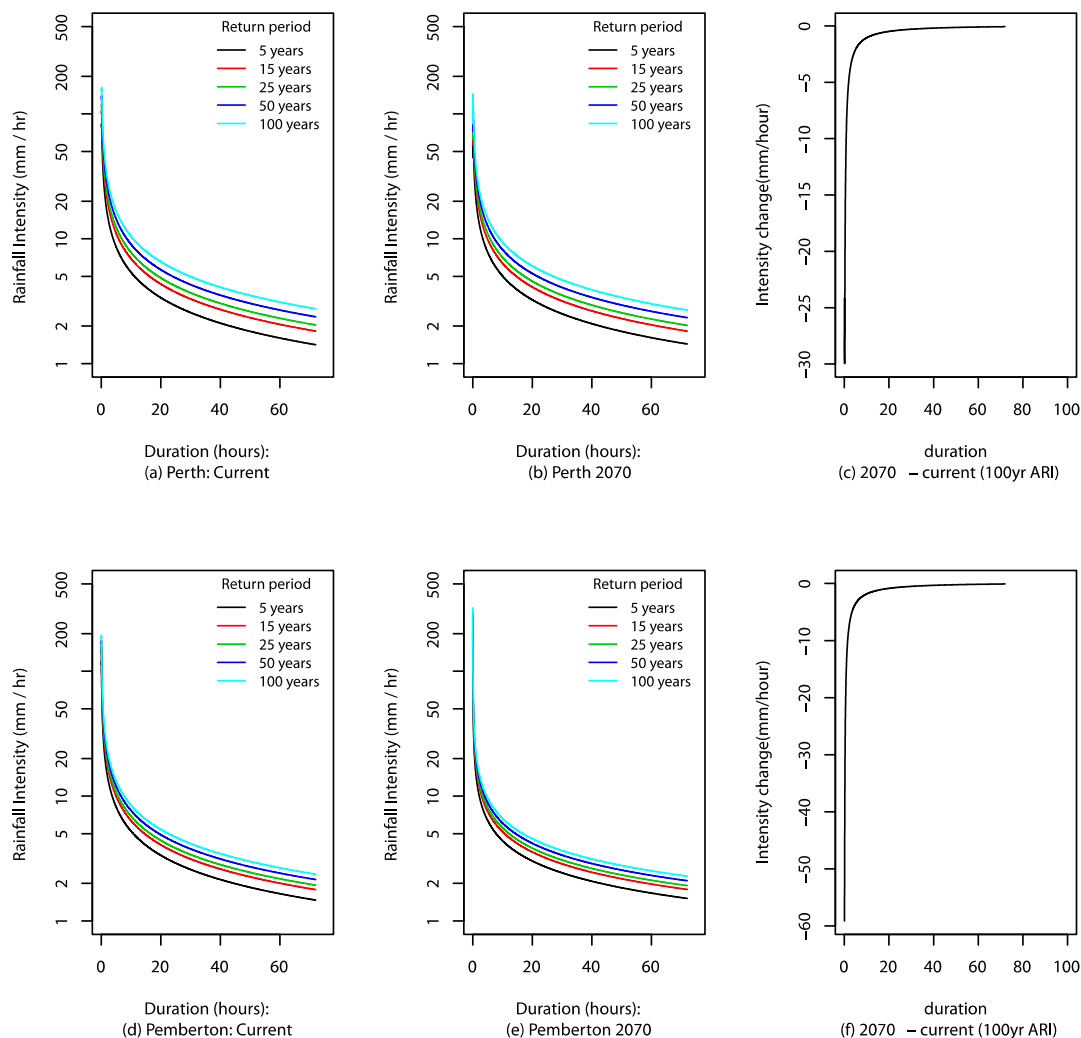 Rainfall Intensity (mm / hr)
500
200
50
20
10
5
2
1
Return period
5 years
15 years
25 years
50 years
100 years
0 20 40 60
Duration (hours):
(a) Perth: Current
Rainfall Intensity (mm / hr)
500
200
50
20
10
5
2
1
Return period
5 years
15 years
25 years
50 years
100 years
0 20 40 60
Duration (hours):
(b) Perth 2070
Intensity change(mm/hour)
0
−5
−10
−15
−20
−25
−30
0 20 40 60 80 100
duration
(c) 2070 – current (100yr ARI)
Rainfall Intensity (mm / hr)
500
200
50
20
10
5
2
1
Return period
5 years
15 years
25 years
50 years
100 years
0 20 40 60
Duration (hours):
(d) Pemberton: Current
Rainfall Intensity (mm / hr)
500
200
50
20
10
5
2
1
Return period
5 years
15 years
25 years
50 years
100 years
0 20 40 60
Duration (hours):
(e) Pemberton 2070
Intensity change(mm/hour)
0
−10
−20
−30
−40
−50
−60
0 20 40 60 80 100
duration
(f) 2070 – current (100yr ARI)